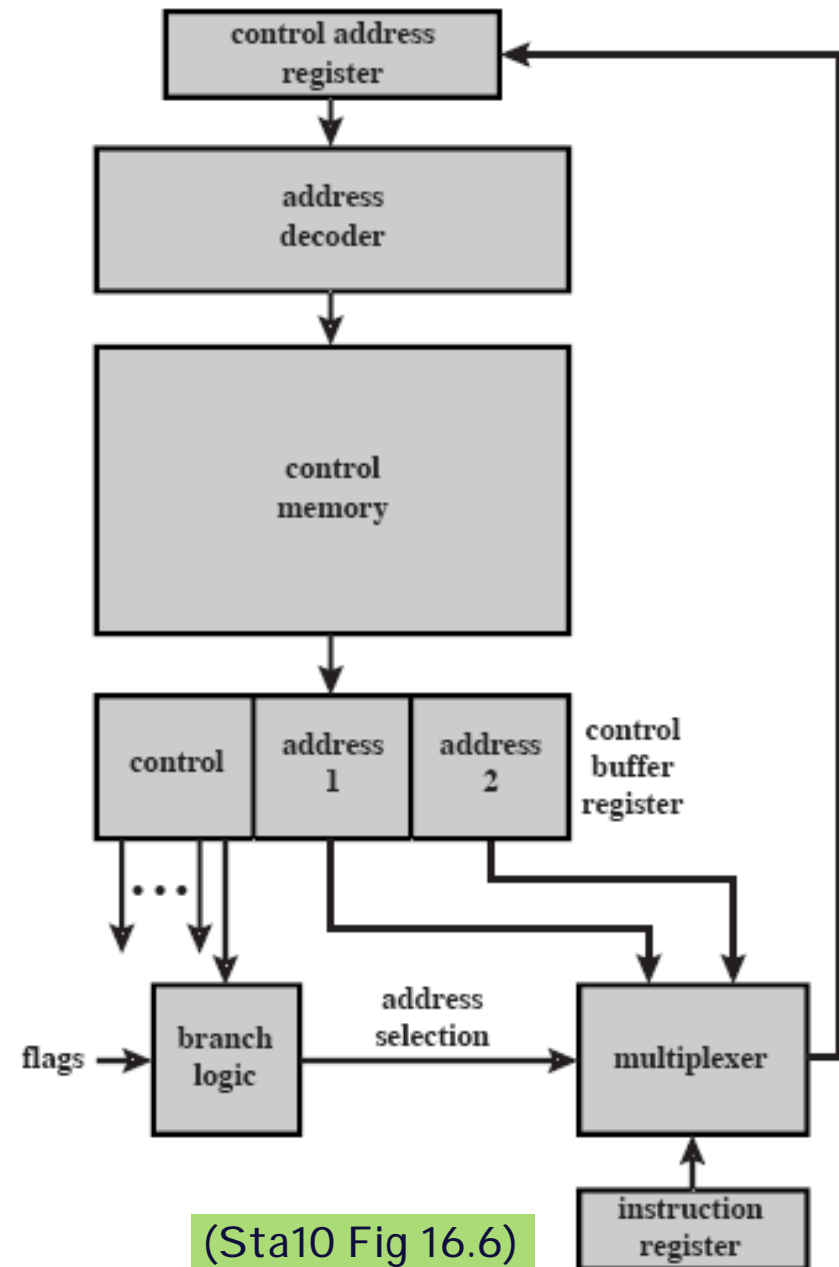 control address
register
address
decoder
control
memory
control
address
1
address
2
control
buffer
register
• • •
flags
branch
logic
address
selection
multiplexer
instruction
register
(Sta10 Fig 16.6)